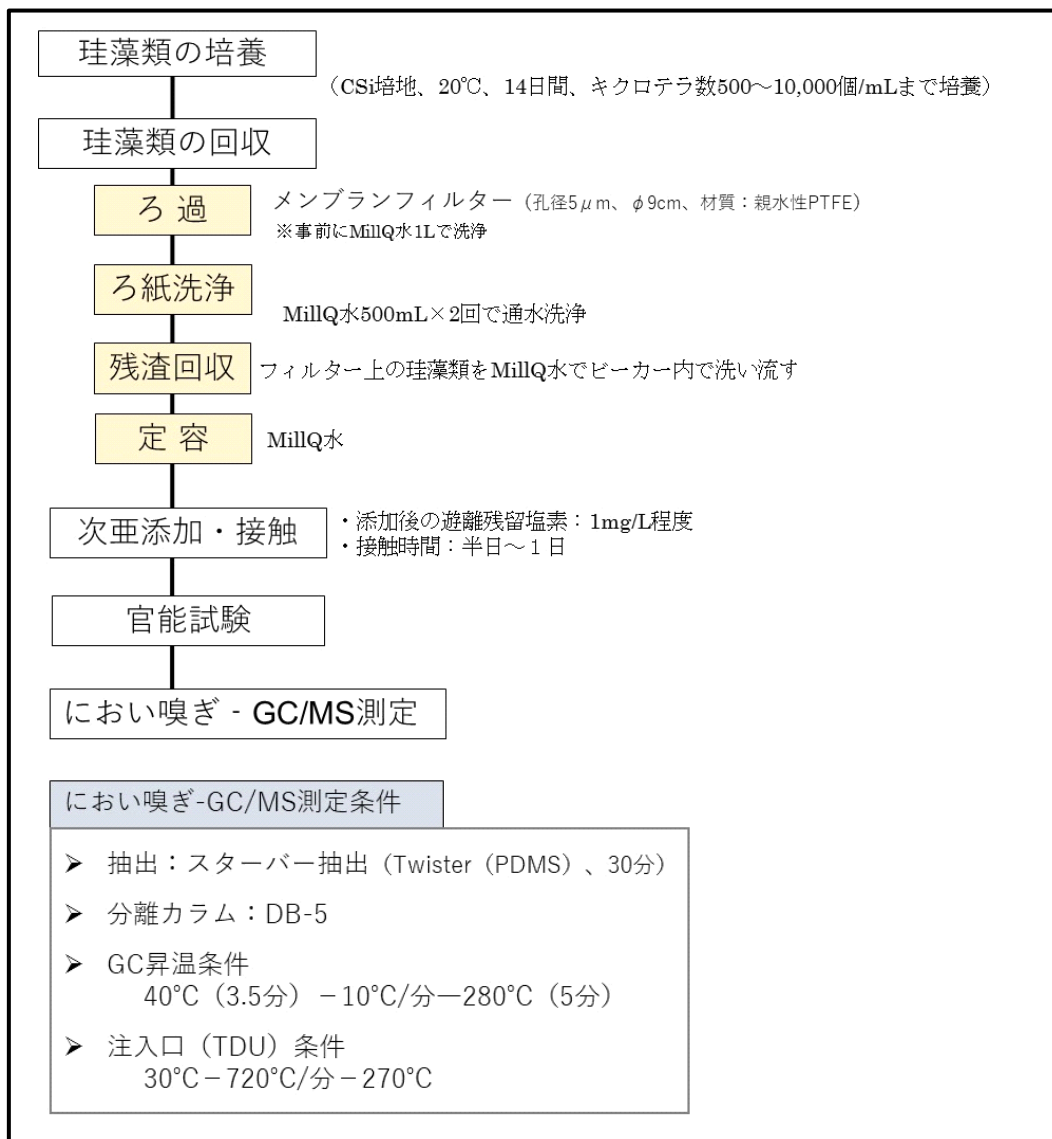 珪藻類の培養
（CSi培地、20℃、14日間、キクロテラ数500～10,000個/mLまで培養）
珪藻類の回収
ろ 過
メンブランフィルター（孔径5μm、φ9cm、材質：親水性PTFE）
※事前にMillQ水1Lで洗浄
ろ紙洗浄
MillQ水500mL×2回で通水洗浄
残渣回収
フィルター上の珪藻類をMillQ水でビーカー内で洗い流す
定 容
MillQ水
次亜添加・接触
・添加後の遊離残留塩素：1mg/L程度
・接触時間：半日～１日
官能試験
におい嗅ぎ - GC/MS測定
におい嗅ぎ-GC/MS測定条件
➤ 抽出：スターバー抽出（Twister（PDMS）、30分）
➤ 分離カラム：DB-5
➤ GC昇温条件
40°C（3.5分）－10°C/分―280°C（5分）
➤ 注入口（TDU）条件
30°C－720°C/分－270°C